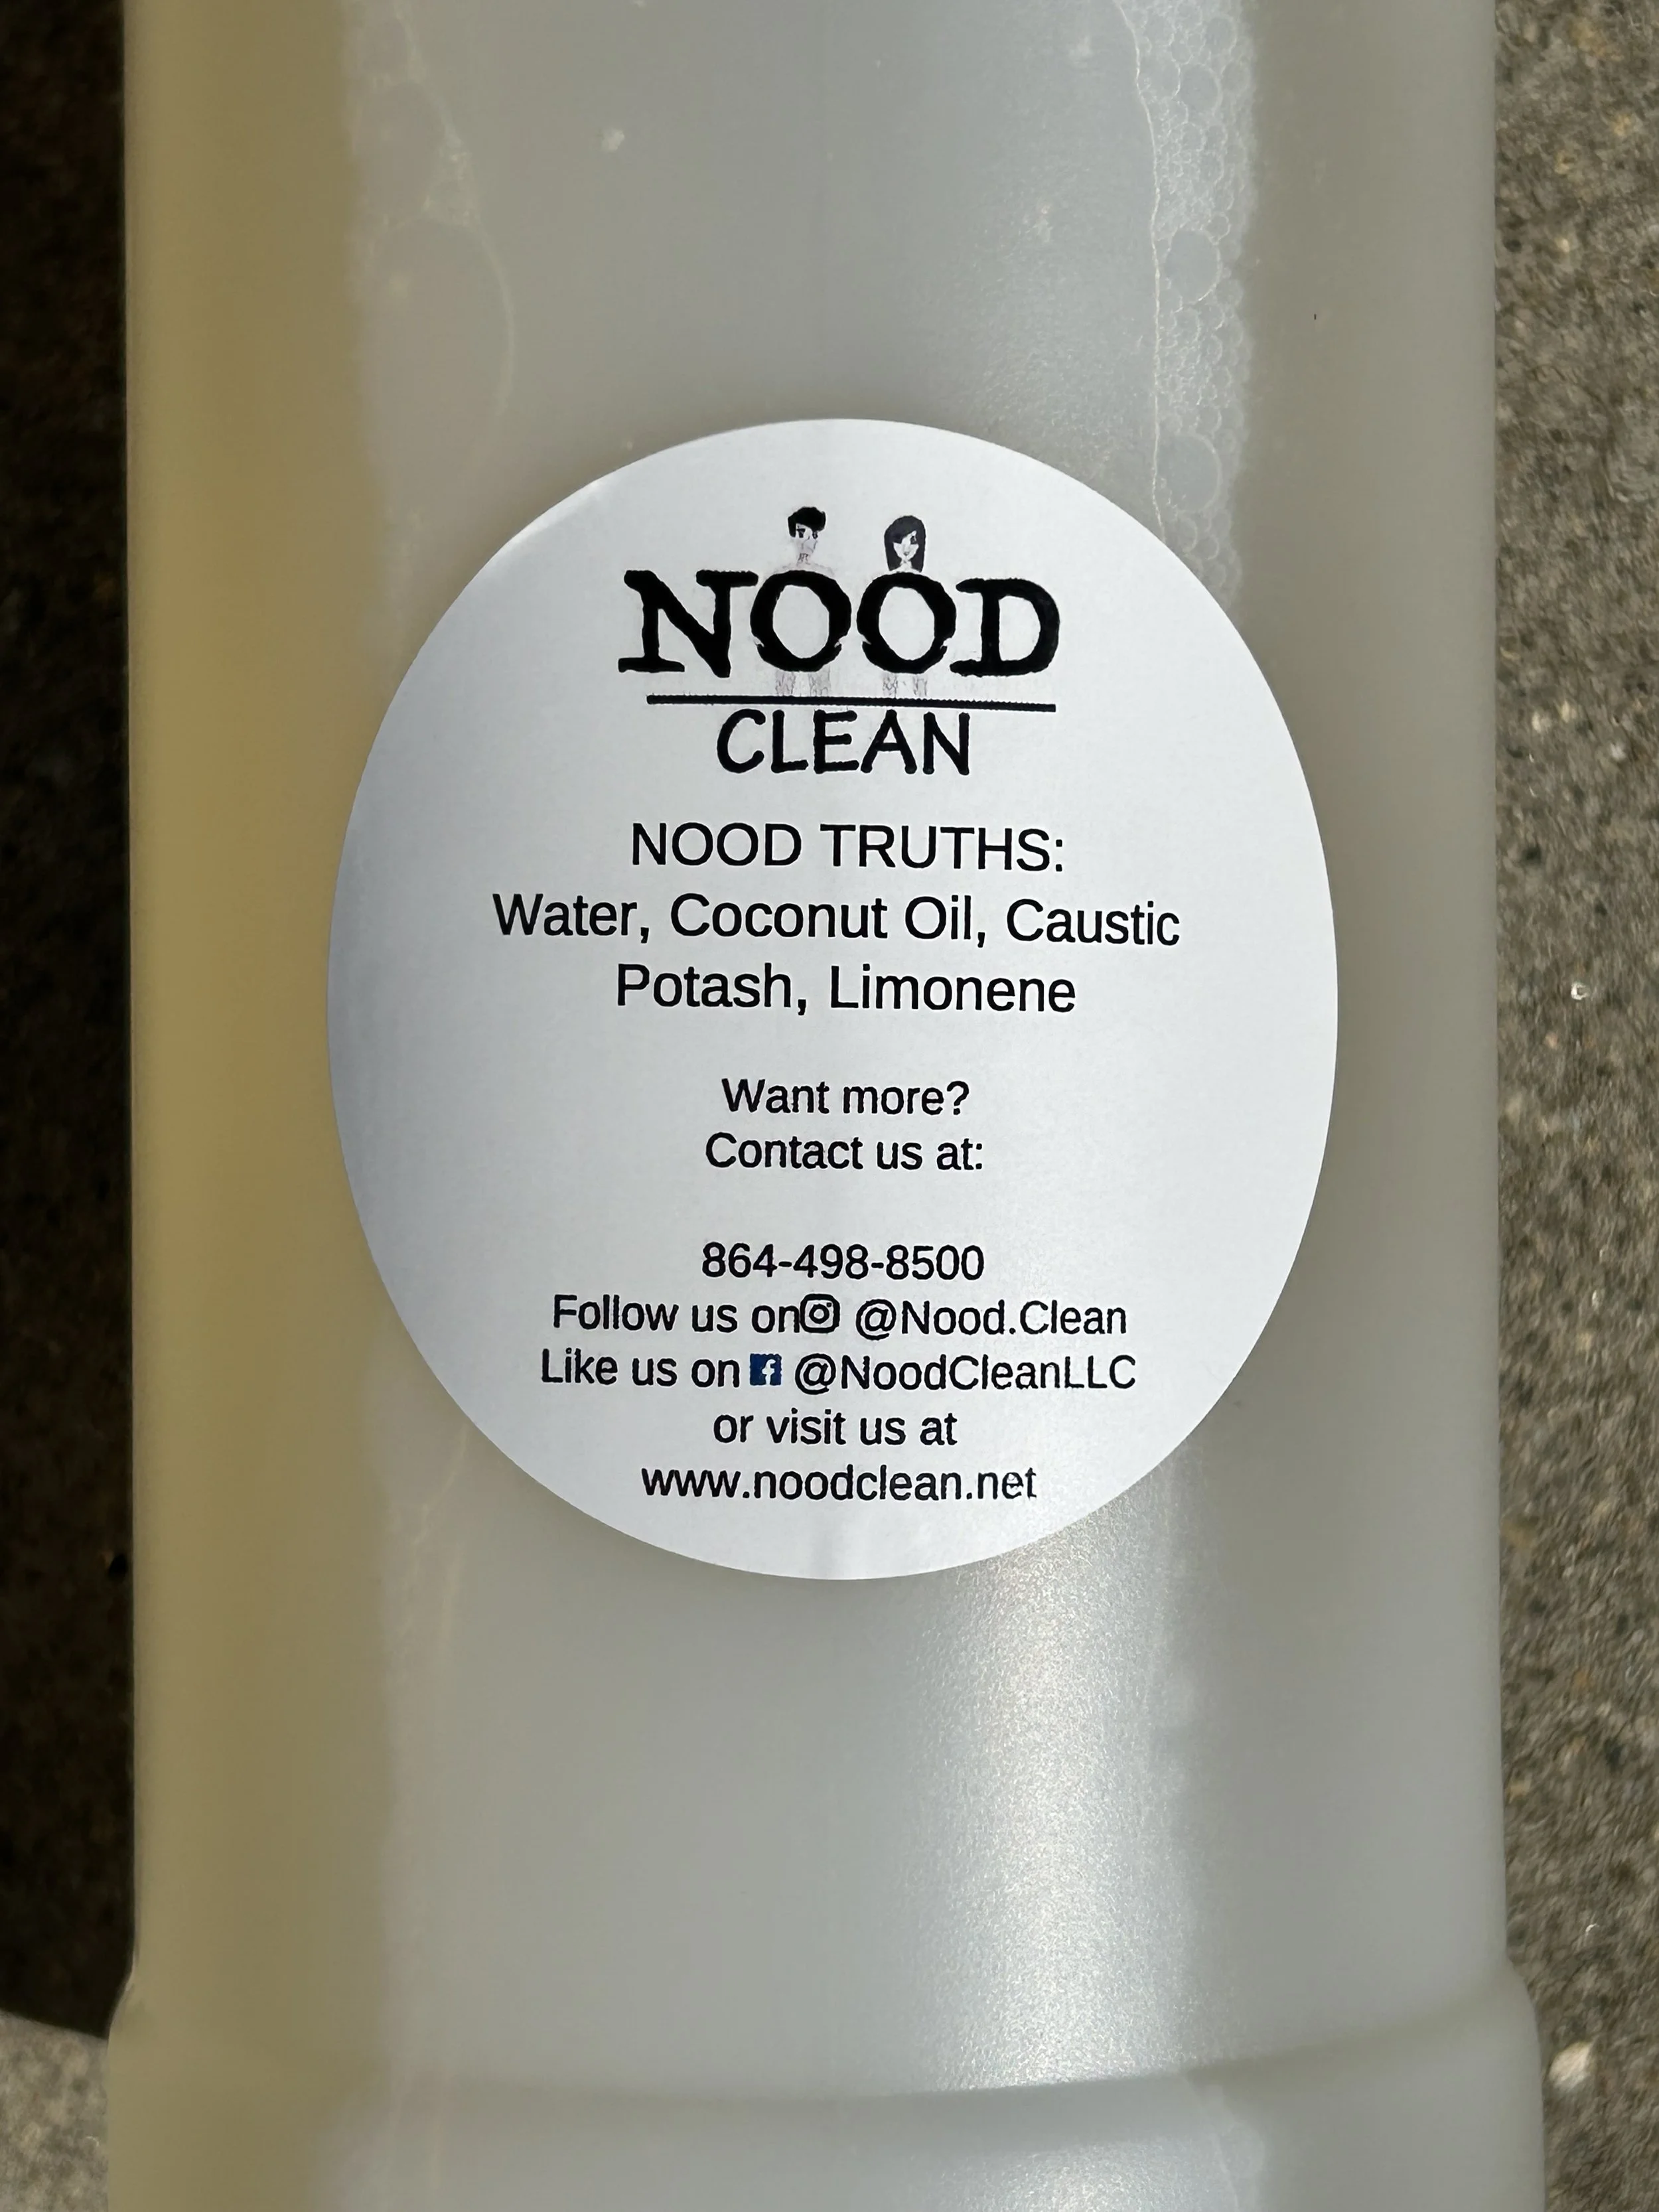 NOOD
CLEAN
NOOD TRUTHS:
Water, Coconut Oil, Caustic
Potash, Limonene
Want more?
Contact us at:
864-498-8500
Follow us on @Nood.Clean
Like us on f @NoodCleanLLC
or visit us at
www.noodclean.net